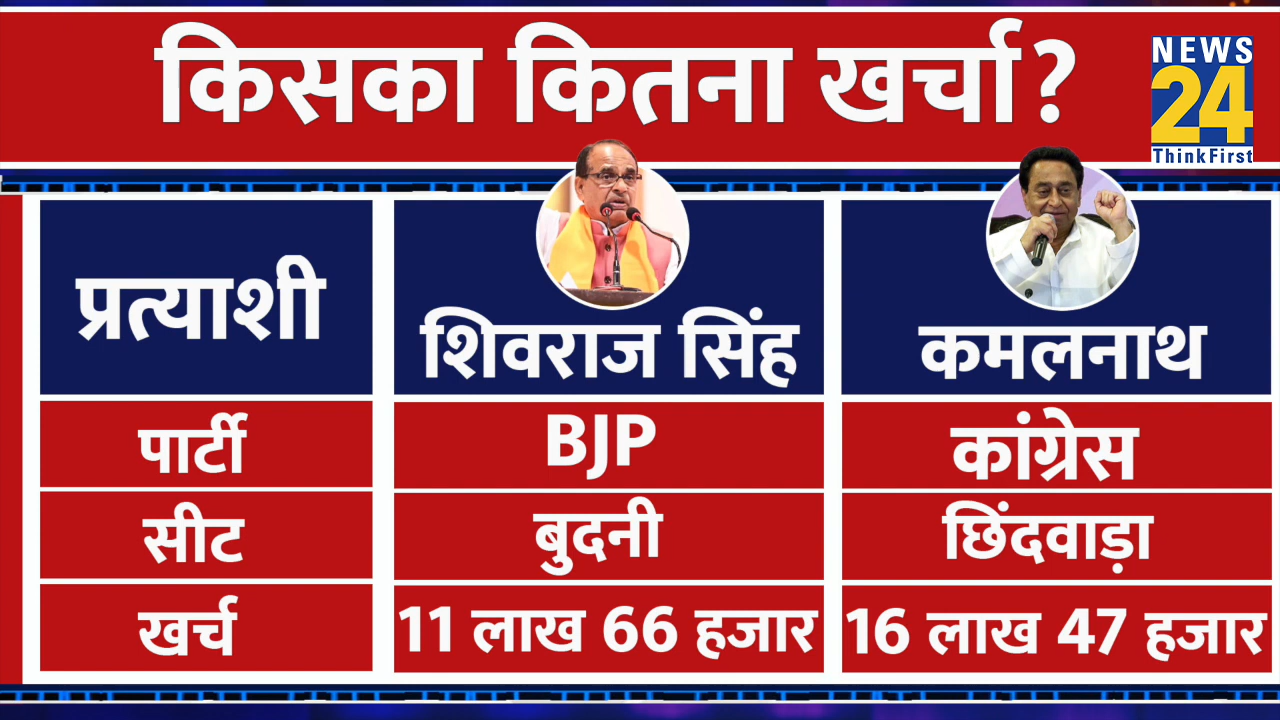 किसका कितना खर्चा?
NEWS
24
ThinkFirst
प्रत्याशी
शिवराज सिंह
कमलनाथ
पार्टी
BJP
कांग्रेस
सीट
बुदनी
छिंदवाड़ा
खर्च
11 लाख 66 हजार
16 लाख 47 हजार